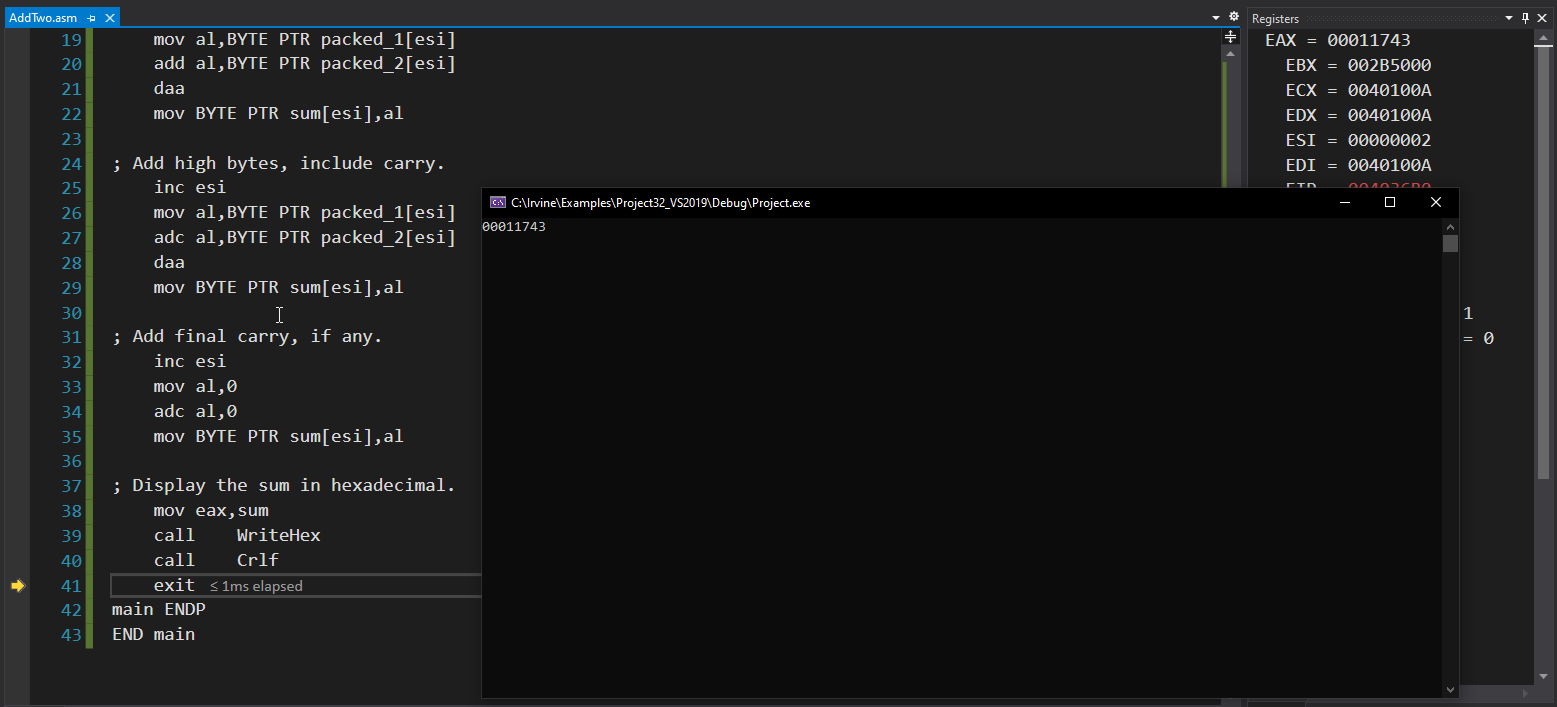 AddTwo.asm
19 mov al,BYTE PTR packed_1[esi]
20 add al,BYTE PTR packed_2[esi]
21 daa
22 mov BYTE PTR sum[esi],al
23
24 ; Add high bytes, include carry.
25 inc esi
26 mov al,BYTE PTR packed_1[esi]
27 adc al,BYTE PTR packed_2[esi]
28 daa
29 mov BYTE PTR sum[esi],al
30
31 ; Add final carry, if any.
32 inc esi
33 mov al,0
34 adc al,0
35 mov BYTE PTR sum[esi],al
36
37 ; Display the sum in hexadecimal.
38 mov eax,sum
39 call WriteHex
40 call Crlf
41 exit ≤ 1ms elapsed
42 main ENDP
43 END main
C:\Irvine\Examples\Project32_VS2019\Debug\Project.exe
00011743
Registers
EAX = 00011743
EBX = 002B5000
ECX = 0040100A
EDX = 0040100A
ESI = 00000002
EDI = 0040100A
1
= 0